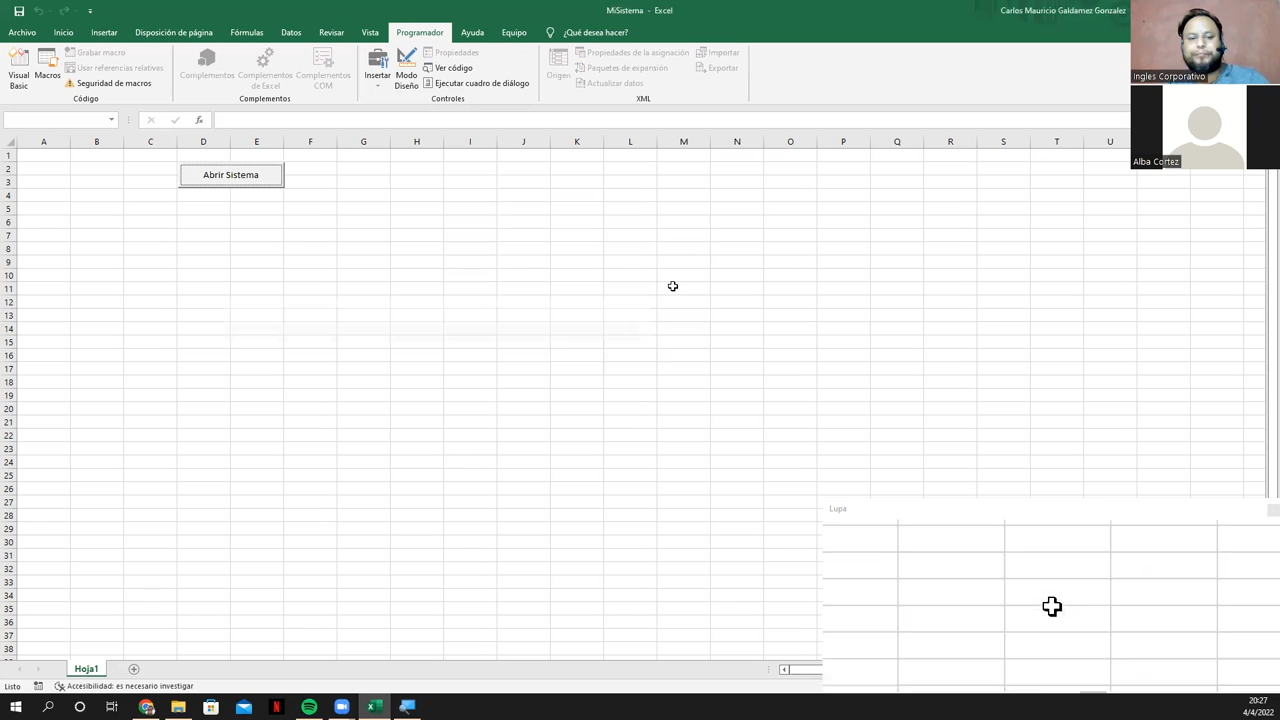 MiSistema - Excel
Carlos Mauricio Galdamez Gonzalez
Archivo Inicio Insertar Disposición de página Fórmulas Datos Revisar Vista Programador Ayuda Equipo ¿Qué desea hacer?
Visual Basic
Macros
Grabar macro
Usar referencias relativas
Seguridad de macros
Código
Complementos
Complementos de Excel
Complementos COM
Complementos
Insertar
Modo Diseño
Propiedades
Ver código
Ejecutar cuadro de diálogo
Controles
Origen
Propiedades de la asignación
Paquetes de expansión
Actualizar datos
Importar
Exportar
XML
Ingles Corporativo
Alba Cortez
fx
A B C D E F G H I J K L M N O P Q R S T U
1
2
3
Abrir Sistema
4
5
6
7
8
9
10
11
12
13
14
15
16
17
18
19
20
21
22
23
24
25
26
27
28
29
30
31
32
33
34
35
36
37
38
Lupa
Hoja1
Listo
Accesibilidad: es necesario investigar
20:27
4/4/2022